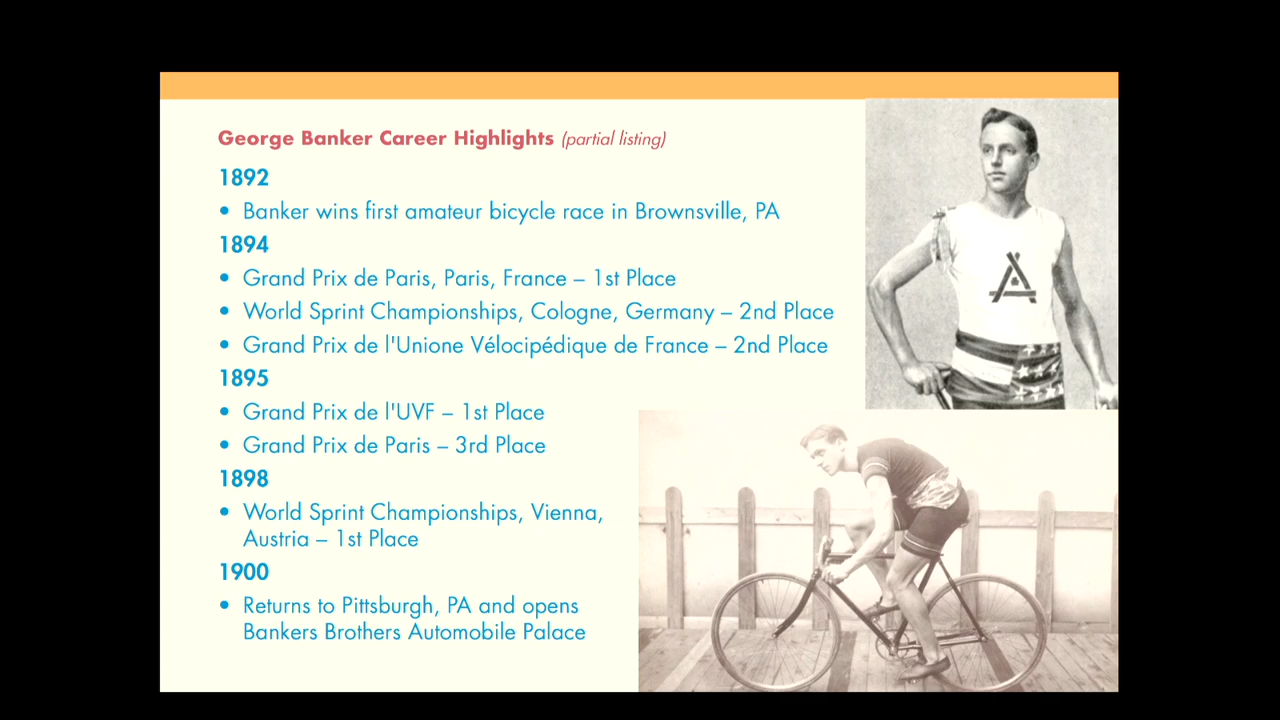 George Banker Career Highlights (partial listing)
1892
• Banker wins first amateur bicycle race in Brownsville, PA
1894
• Grand Prix de Paris, Paris, France – 1st Place
• World Sprint Championships, Cologne, Germany – 2nd Place
• Grand Prix de l'Unione Vélocipédique de France – 2nd Place
1895
• Grand Prix de l'UVF – 1st Place
• Grand Prix de Paris – 3rd Place
1898
• World Sprint Championships, Vienna,
Austria – 1st Place
1900
• Returns to Pittsburgh, PA and opens
Bankers Brothers Automobile Palace
A